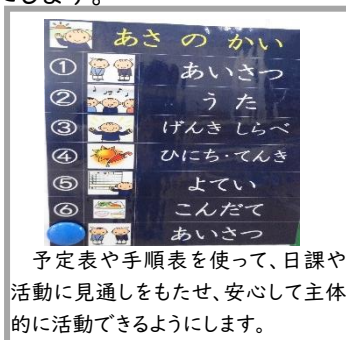 こします。
あさ の かい
① あいさつ
② うた
③ げんき しらべ
④ ひにち・てんき
⑤ よてい
⑥ こんだて
あいさつ
予定表や手順表を使って、日課や
活動に見通しをもたせ、安心して主体
的に活動できるようにします。